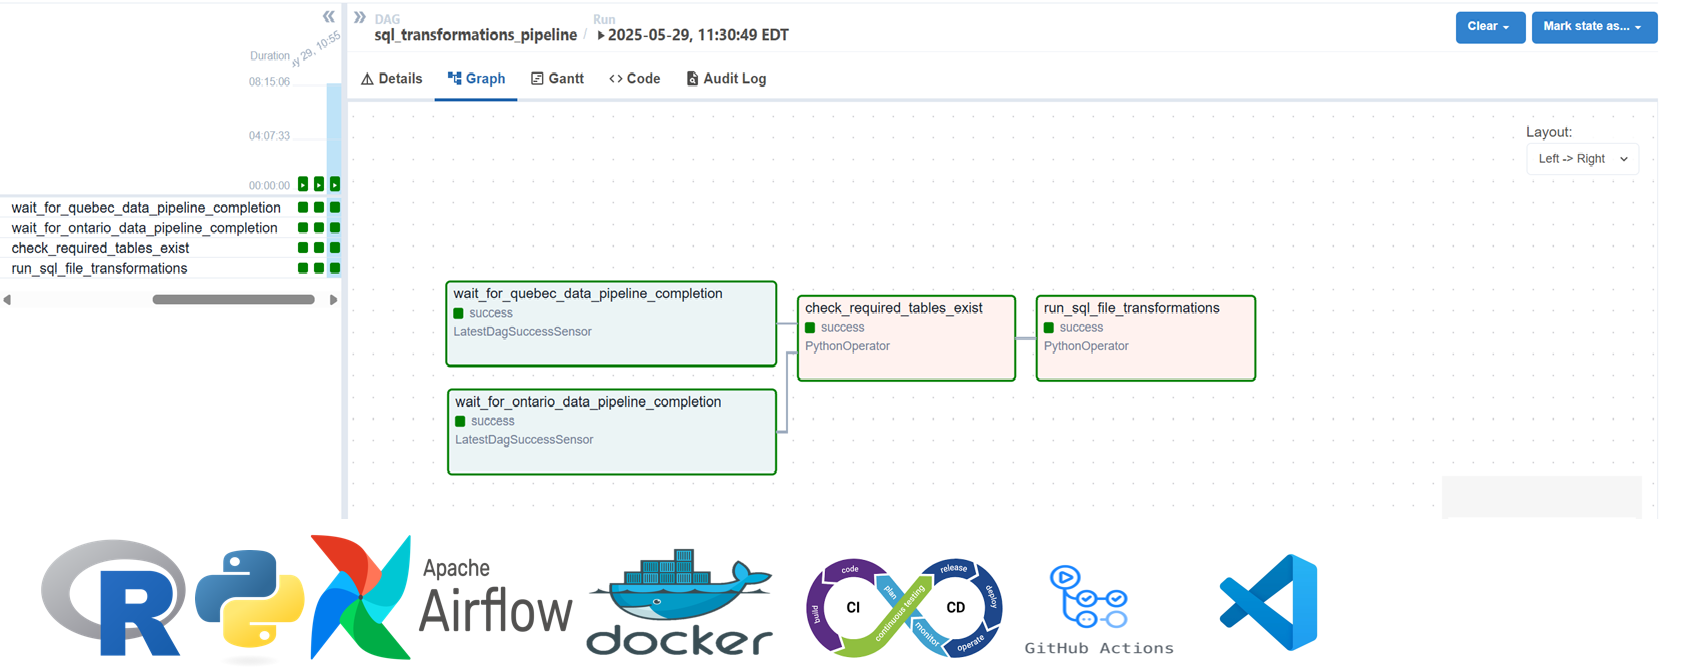 DAG
sql_transformations_pipeline
/
Run
2025-05-29, 11:30:49 EDT
Clear
Mark state as...
Details
Graph
Gantt
Code
Audit Log
29, 10:55
Duration
08:15:06
04:07:33
00:00:00
wait_for_quebec_data_pipeline_completion
wait_for_ontario_data_pipeline_completion
check_required_tables_exist
run_sql_file_transformations
Layout:
Left -> Right
wait_for_quebec_data_pipeline_completion
success
LatestDagSuccessSensor
wait_for_ontario_data_pipeline_completion
success
LatestDagSuccessSensor
check_required_tables_exist
success
PythonOperator
run_sql_file_transformations
success
PythonOperator
R
Apache
Airflow
docker
code
build
CI
plan
continuous testing
monitor
release
deploy
operate
CD
GitHub Actions